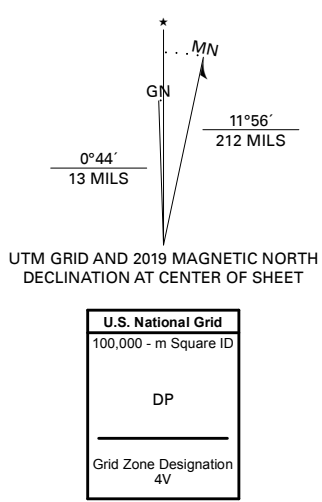 ★
MN
GN
11°56´
212 MILS
0°44´
13 MILS
UTM GRID AND 2019 MAGNETIC NORTH
DECLINATION AT CENTER OF SHEET
U.S. National Grid
100,000 - m Square ID
DP
Grid Zone Designation
4V